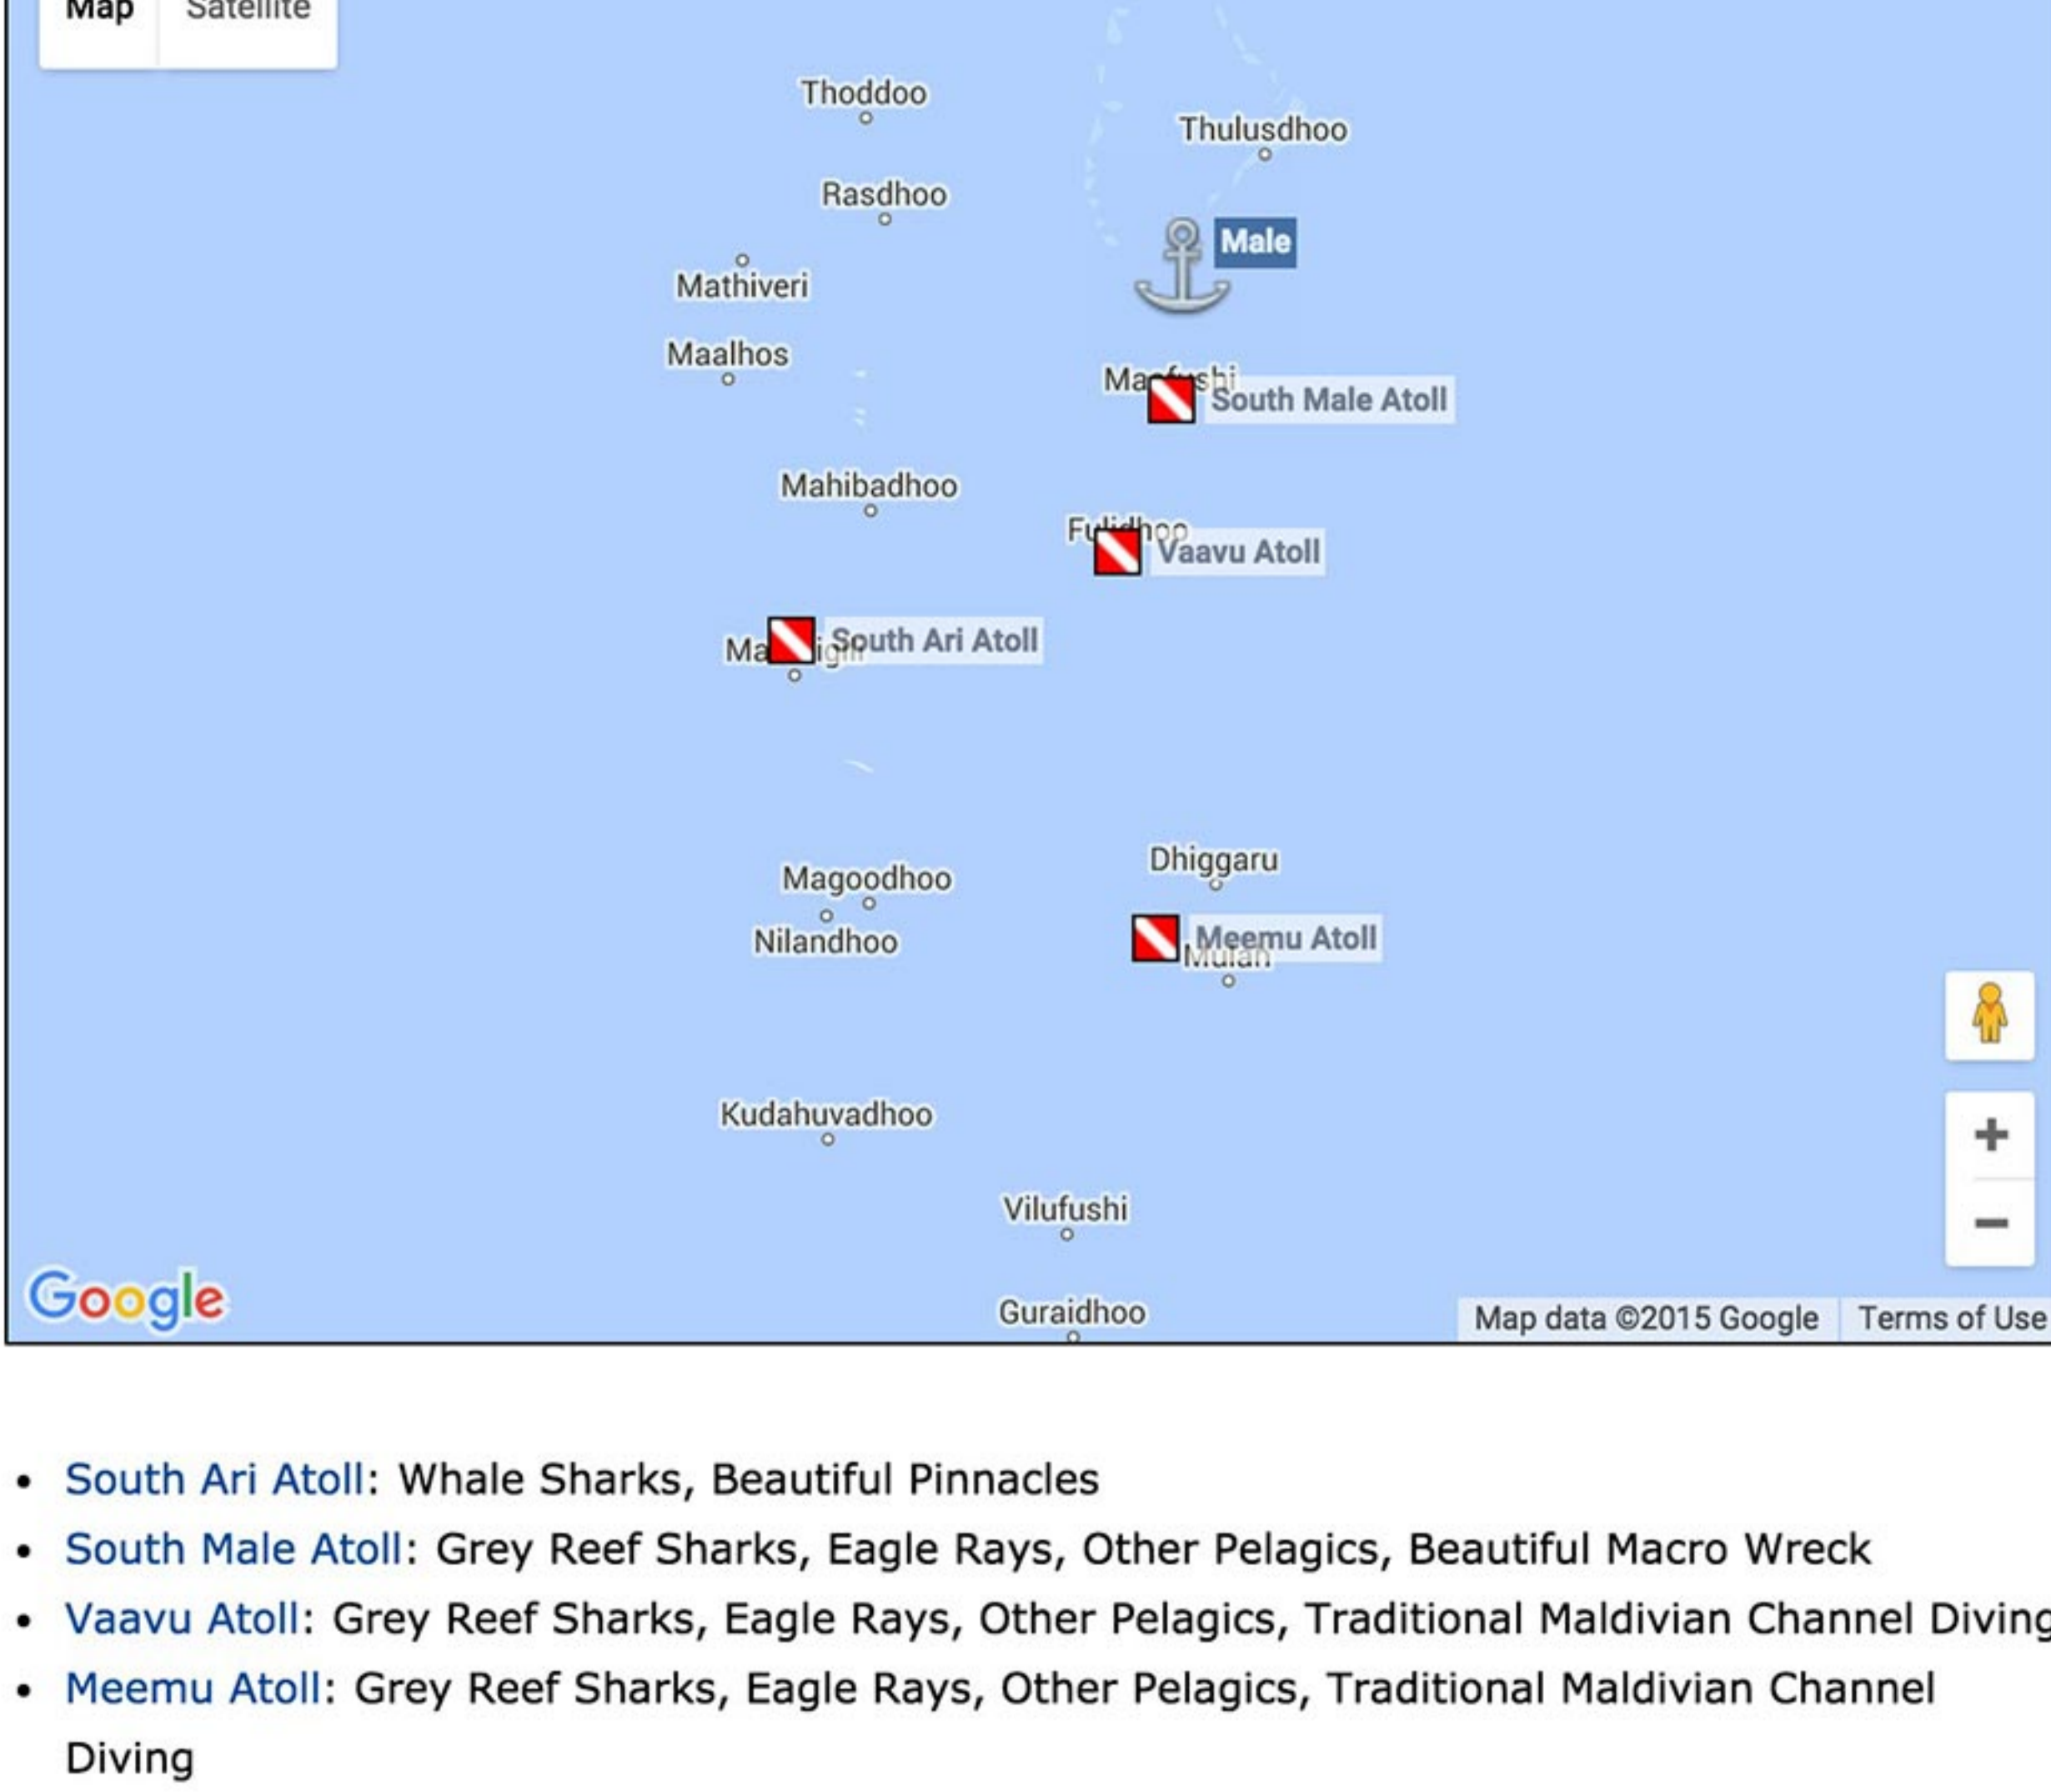 Map Satellite
Thoddoo
Thulusdhoo
Rasdhoo
Male
Mathiveri
Maalhos
South Male Atoll
Mahibadhoo
Vaavu Atoll
South Ari Atoll
Dhiggaru
Magoodhoo
Meemu Atoll
Nilandhoo
Kudahuvadhoo
Vilufushi
Guraidhoo
Google
Map data ©2015 Google Terms of Use
• South Ari Atoll: Whale Sharks, Beautiful Pinnacles
• South Male Atoll: Grey Reef Sharks, Eagle Rays, Other Pelagics, Beautiful Macro Wreck
• Vaavu Atoll: Grey Reef Sharks, Eagle Rays, Other Pelagics, Traditional Maldivian Channel Diving
• Meemu Atoll: Grey Reef Sharks, Eagle Rays, Other Pelagics, Traditional Maldivian Channel
Diving